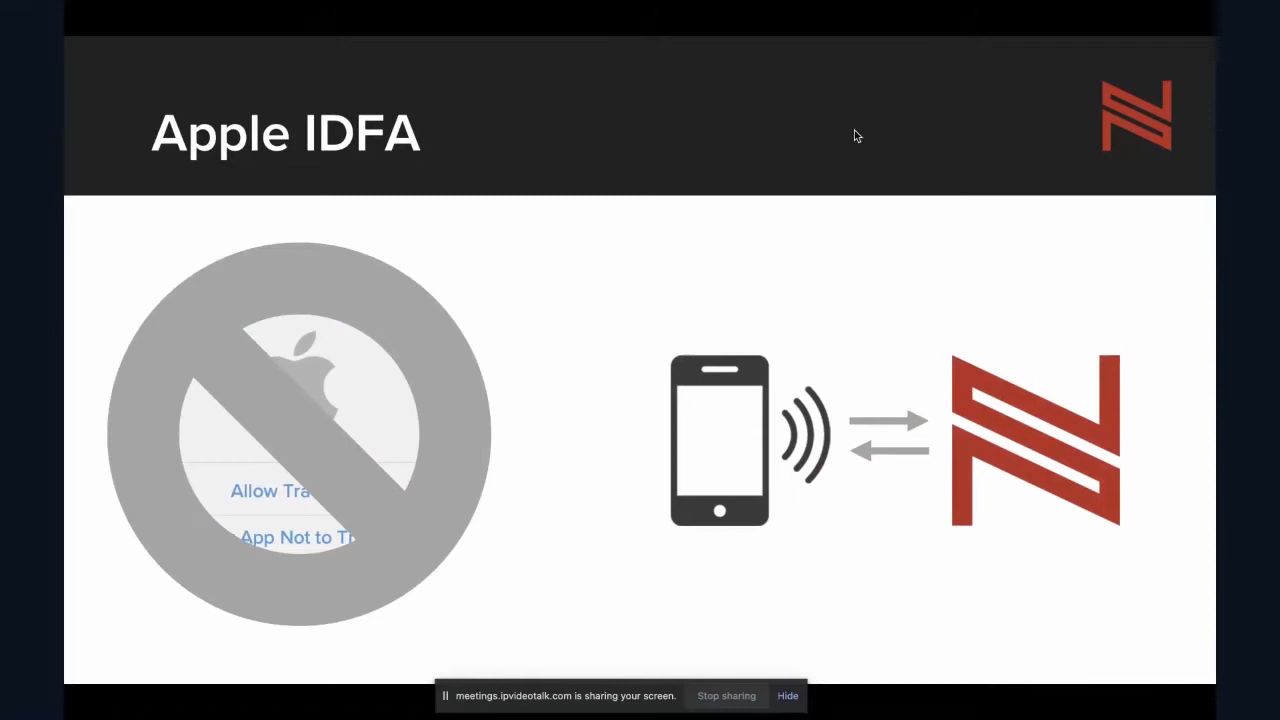 Apple IDFA
Allow Tra
App Not to Tr
meetings.ipvideotalk.com is sharing your screen.
Stop sharing
Hide